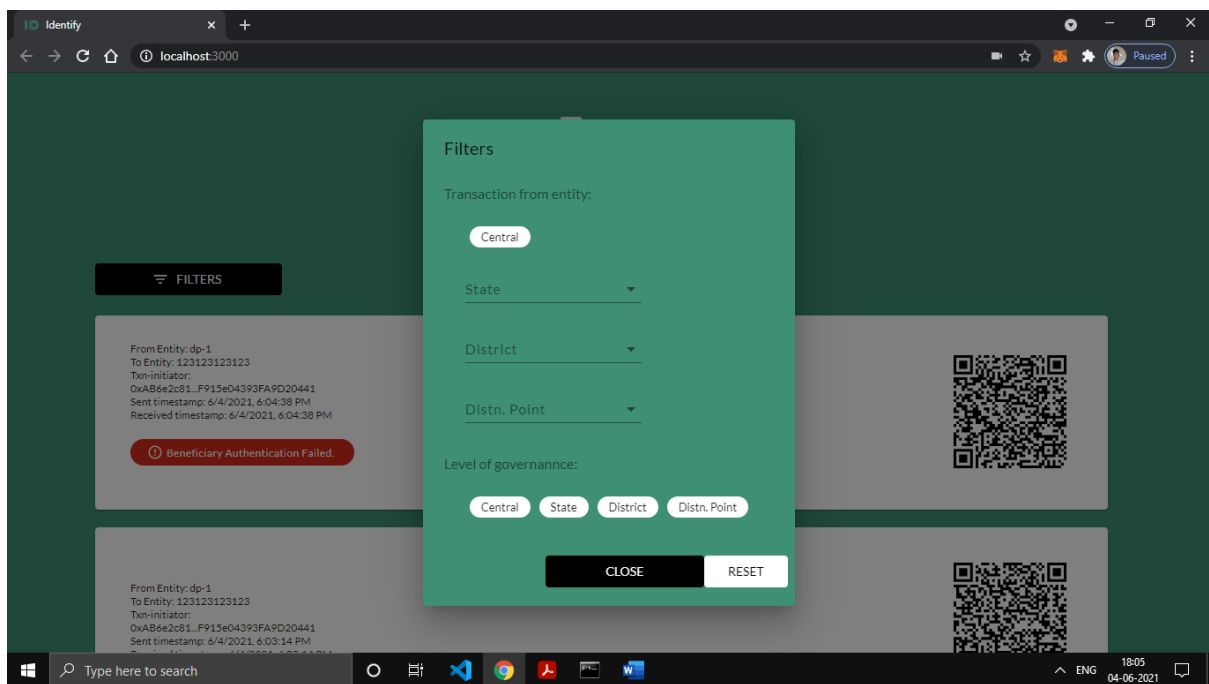 ID Identify
localhost:3000
Paused
Filters
Transaction from entity:
Central
FILTERS
State
District
Distn. Point
From Entity: dp-1
To Entity: 123123123123
Txn-initiator:
0xAB6e2c81...F915e04393FA9D20441
Sent timestamp: 6/4/2021, 6:04:38 PM
Received timestamp: 6/4/2021, 6:04:38 PM
Beneficiary Authentication Failed.
Level of governannce:
Central State District Distn. Point
CLOSE RESET
From Entity: dp-1
To Entity: 123123123123
Txn-initiator:
0xAB6e2c81...F915e04393FA9D20441
Sent timestamp: 6/4/2021, 6:03:14 PM
Type here to search
ENG
18:05
04-06-2021